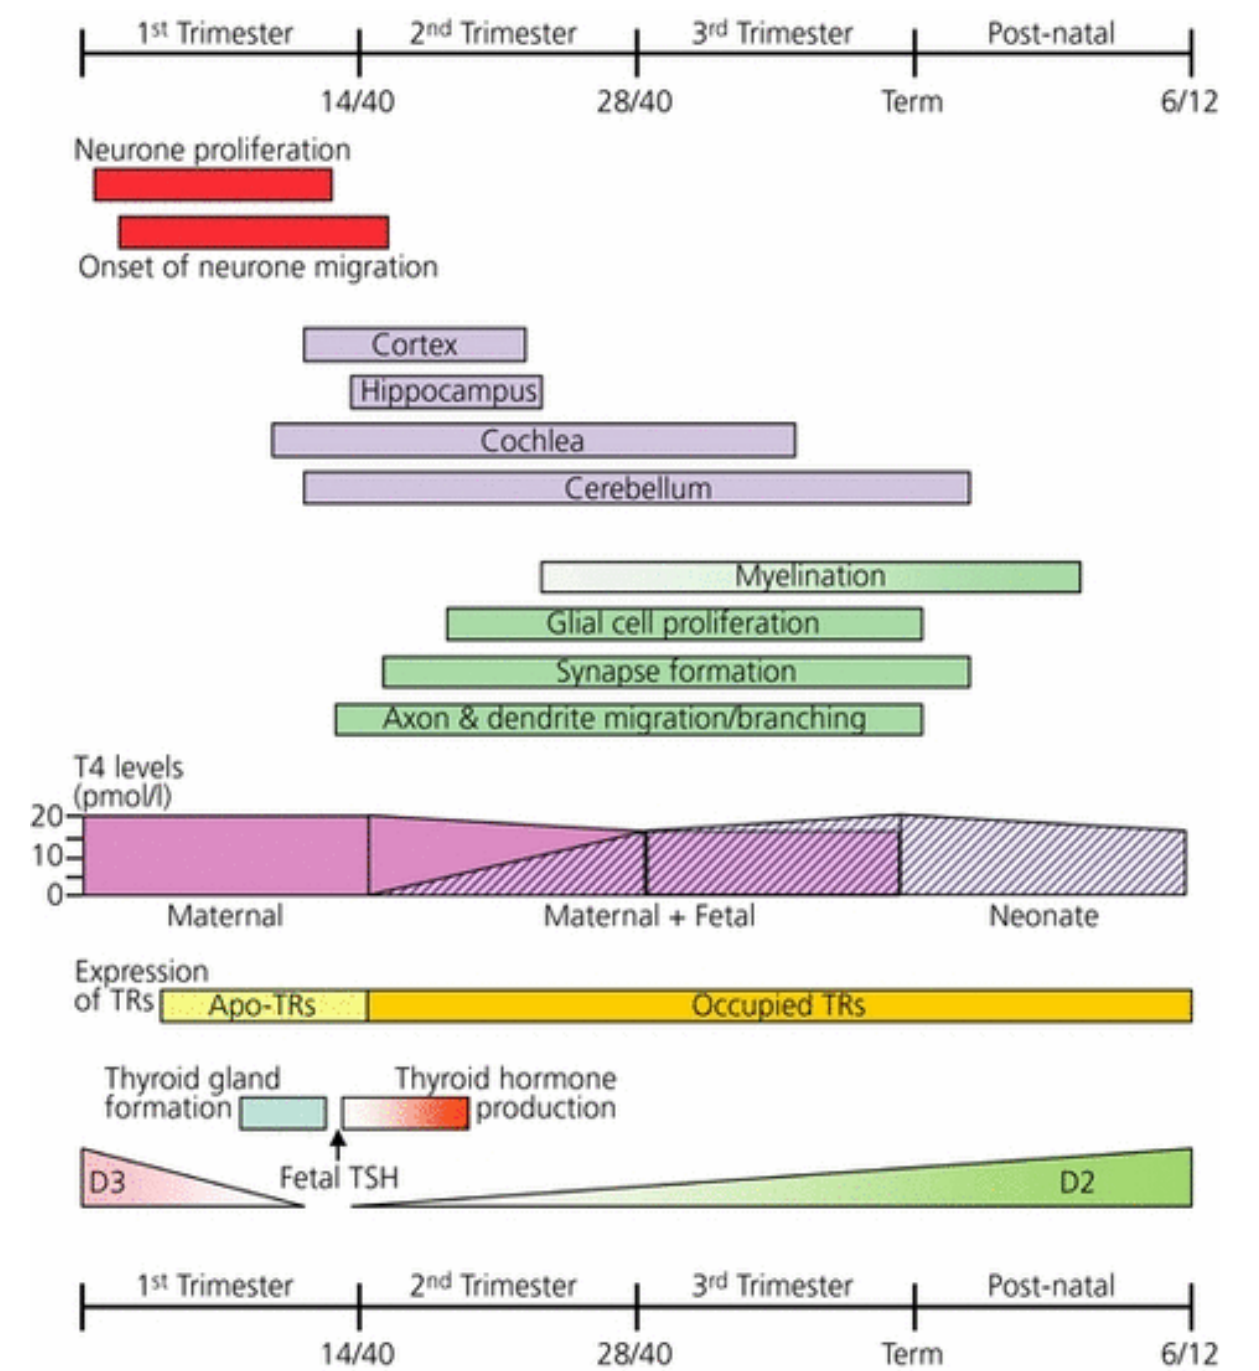 1st Trimester 2nd Trimester 3rd Trimester Post-natal
14/40 28/40 Term 6/12
Neurone proliferation
Onset of neurone migration
Cortex
Hippocampus
Cochlea
Cerebellum
Myelination
Glial cell proliferation
Synapse formation
Axon & dendrite migration/branching
T4 levels
(pmol/l)
20
10
0
Maternal Maternal + Fetal Neonate
Expression
of TRs Apo-TRs Occupied TRs
Thyroid gland Thyroid hormone
formation production
Fetal TSH
D3 D2
1st Trimester 2nd Trimester 3rd Trimester Post-natal
14/40 28/40 Term 6/12